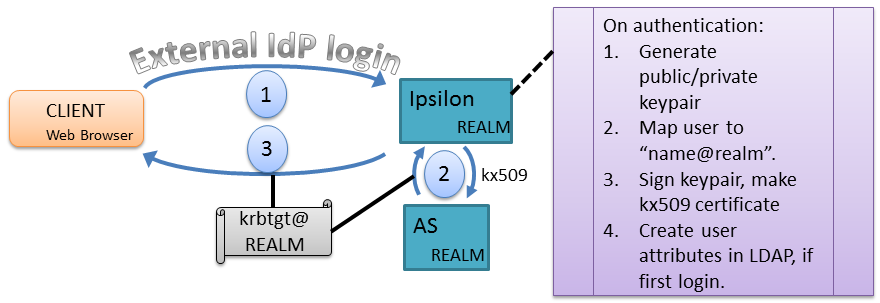 External IdP login
1
CLIENT
Web Browser
3
Ipsilon
REALM
2
kx509
krbtgt@
REALM
AS
REALM
On authentication:
1. Generate
public/private
keypair
2. Map user to
“name@realm”.
3. Sign keypair, make
kx509 certificate
4. Create user
attributes in LDAP, if
first login.